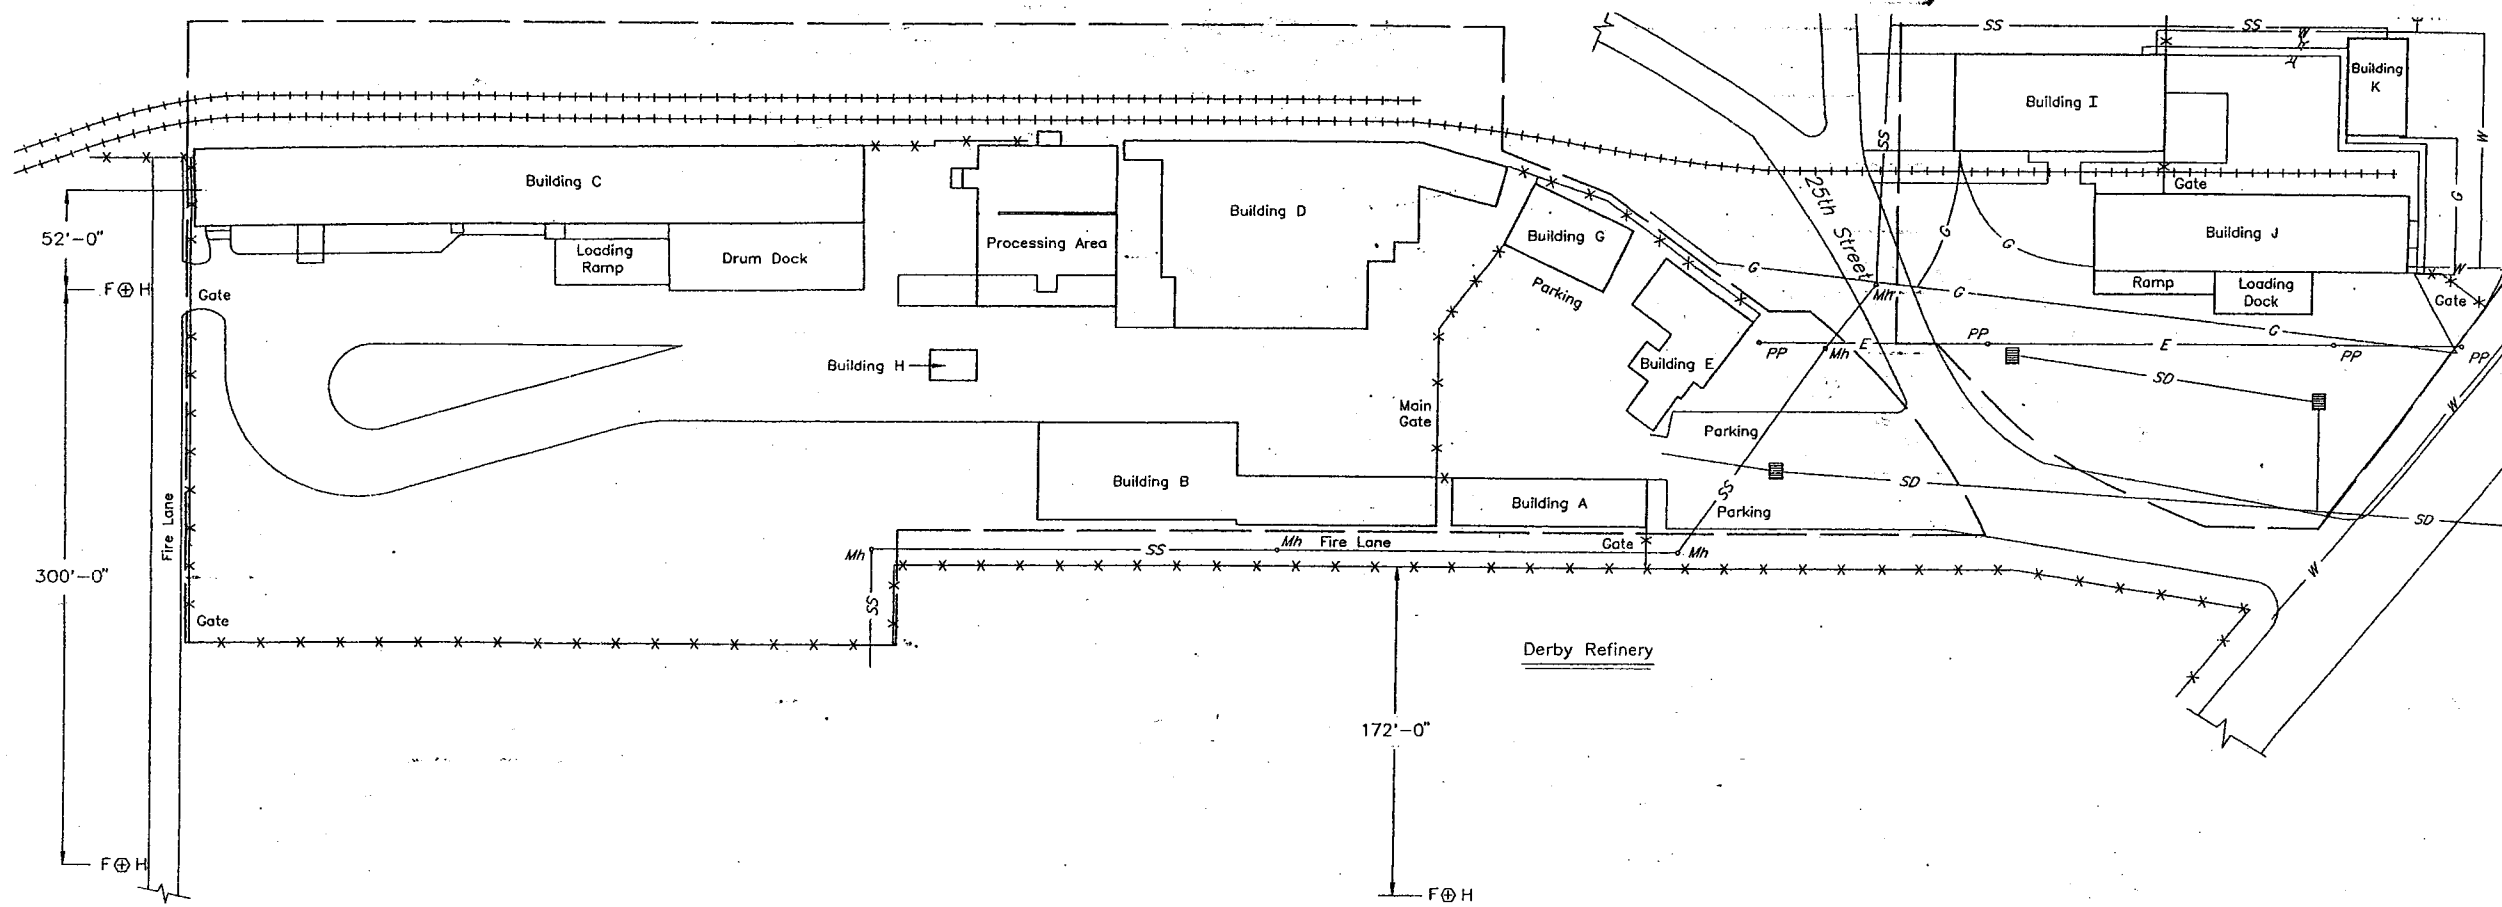 SS
SS
W
Building
K
Building I
W
SS
Building C
Building D
25th Street
Gate
G
52'-0"
Loading
Ramp
Drum Dock
Processing Area
Building G
Parking
G
G
Building J
F H
Gate
G
Mh
G
Ramp
Loading
Dock
W
Gate
G
Building H
Building E
PP
E
Mh
PP
E
PP
PP
SD
W
Main
Gate
Parking
Fire Lane
Building B
Building A
SS
Parking
SD
SD
Mh
SS
Mh
Fire Lane
Gate
Mh
300'-0"
SS
Gate
W
Derby Refinery
172'-0"
F H
F H